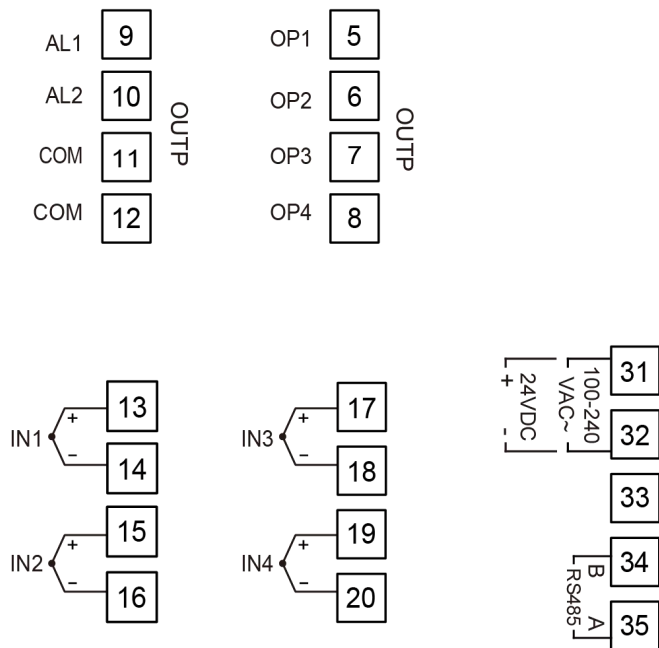 AL1 9
AL2 10
COM 11
COM 12
OUTP
OP1 5
OP2 6
OP3 7
OP4 8
OUTP
IN1
+ 13
- 14
IN2
+ 15
- 16
IN3
+ 17
- 18
IN4
+ 19
- 20
31
32
33
34
35
100-240
VAC~
24VDC
+ -
B A
RS485